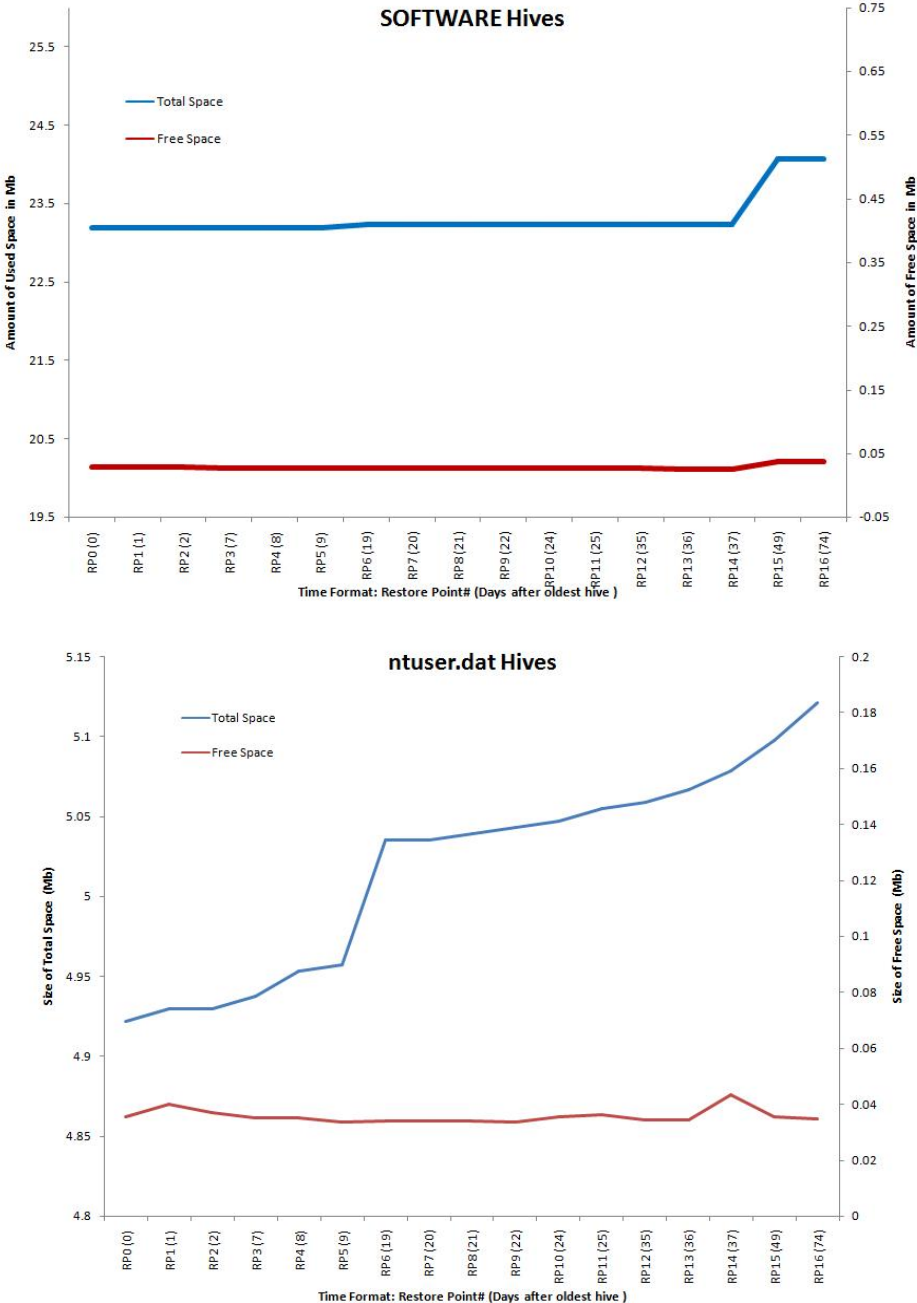 SOFTWARE Hives
Total Space
Free Space
Amount of Used Space in Mb
25.5
24.5
23.5
22.5
21.5
20.5
19.5
0.75
0.65
0.55
0.45
0.35
0.25
0.15
0.05
-0.05
Amount of Free Space in Mb
RP0 (0)
RP1 (1)
RP2 (2)
RP3 (7)
RP4 (8)
RP5 (9)
RP6 (19)
RP7 (20)
RP8 (21)
RP9 (22)
RP10 (24)
RP11 (25)
RP12 (35)
RP13 (36)
RP14 (37)
RP15 (49)
RP16 (74)
Time Format: Restore Point# (Days after oldest hive )
ntuser.dat Hives
Total Space
Free Space
Size of Total Space (Mb)
5.15
5.1
5.05
5
4.95
4.9
4.85
4.8
0.2
0.18
0.16
0.14
0.12
0.1
0.08
0.06
0.04
0.02
0
Size of Free Space (Mb)
RP0 (0)
RP1 (1)
RP2 (2)
RP3 (7)
RP4 (8)
RP5 (9)
RP6 (19)
RP7 (20)
RP8 (21)
RP9 (22)
RP10 (24)
RP11 (25)
RP12 (35)
RP13 (36)
RP14 (37)
RP15 (49)
RP16 (74)
Time Format: Restore Point# (Days after oldest hive )